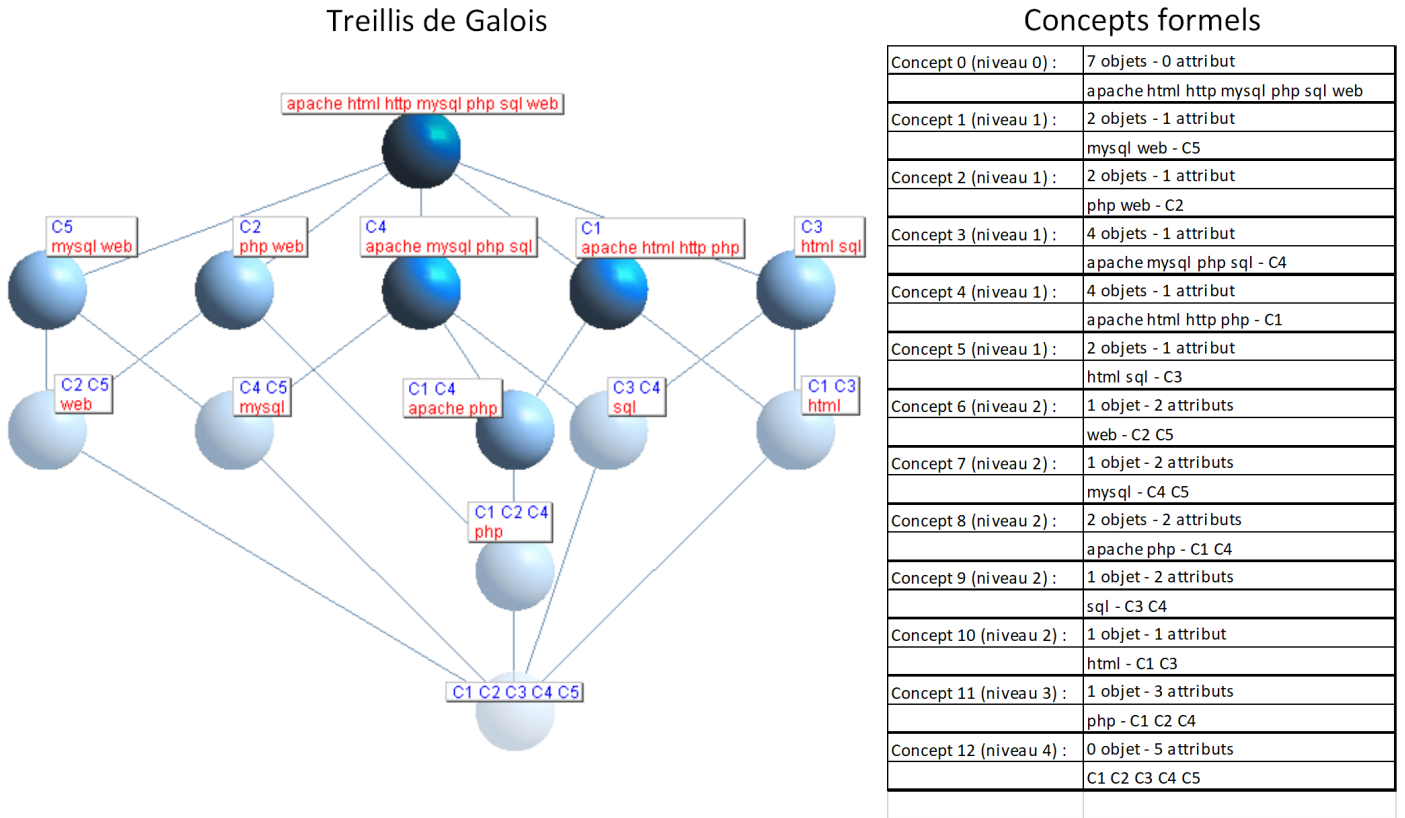 Treillis de Galois
apache html http mysql php sql web
C5
mysql web
C2
php web
C4
apache mysql php sql
C1
apache html http php
C3
html sql
C2 C5
web
C4 C5
mysql
C1 C4
apache php
C3 C4
sql
C1 C3
html
C1 C2 C4
php
C1 C2 C3 C4 C5
Concepts formels
Concept 0 (niveau 0) : 7 objets - 0 attribut
apache html http mysql php sql web
Concept 1 (niveau 1) : 2 objets - 1 attribut
mysql web - C5
Concept 2 (niveau 1) : 2 objets - 1 attribut
php web - C2
Concept 3 (niveau 1) : 4 objets - 1 attribut
apache mysql php sql - C4
Concept 4 (niveau 1) : 4 objets - 1 attribut
apache html http php - C1
Concept 5 (niveau 1) : 2 objets - 1 attribut
html sql - C3
Concept 6 (niveau 2) : 1 objet - 2 attributs
web - C2 C5
Concept 7 (niveau 2) : 1 objet - 2 attributs
mysql - C4 C5
Concept 8 (niveau 2) : 2 objets - 2 attributs
apache php - C1 C4
Concept 9 (niveau 2) : 1 objet - 2 attributs
sql - C3 C4
Concept 10 (niveau 2) : 1 objet - 1 attribut
html - C1 C3
Concept 11 (niveau 3) : 1 objet - 3 attributs
php - C1 C2 C4
Concept 12 (niveau 4) : 0 objet - 5 attributs
C1 C2 C3 C4 C5